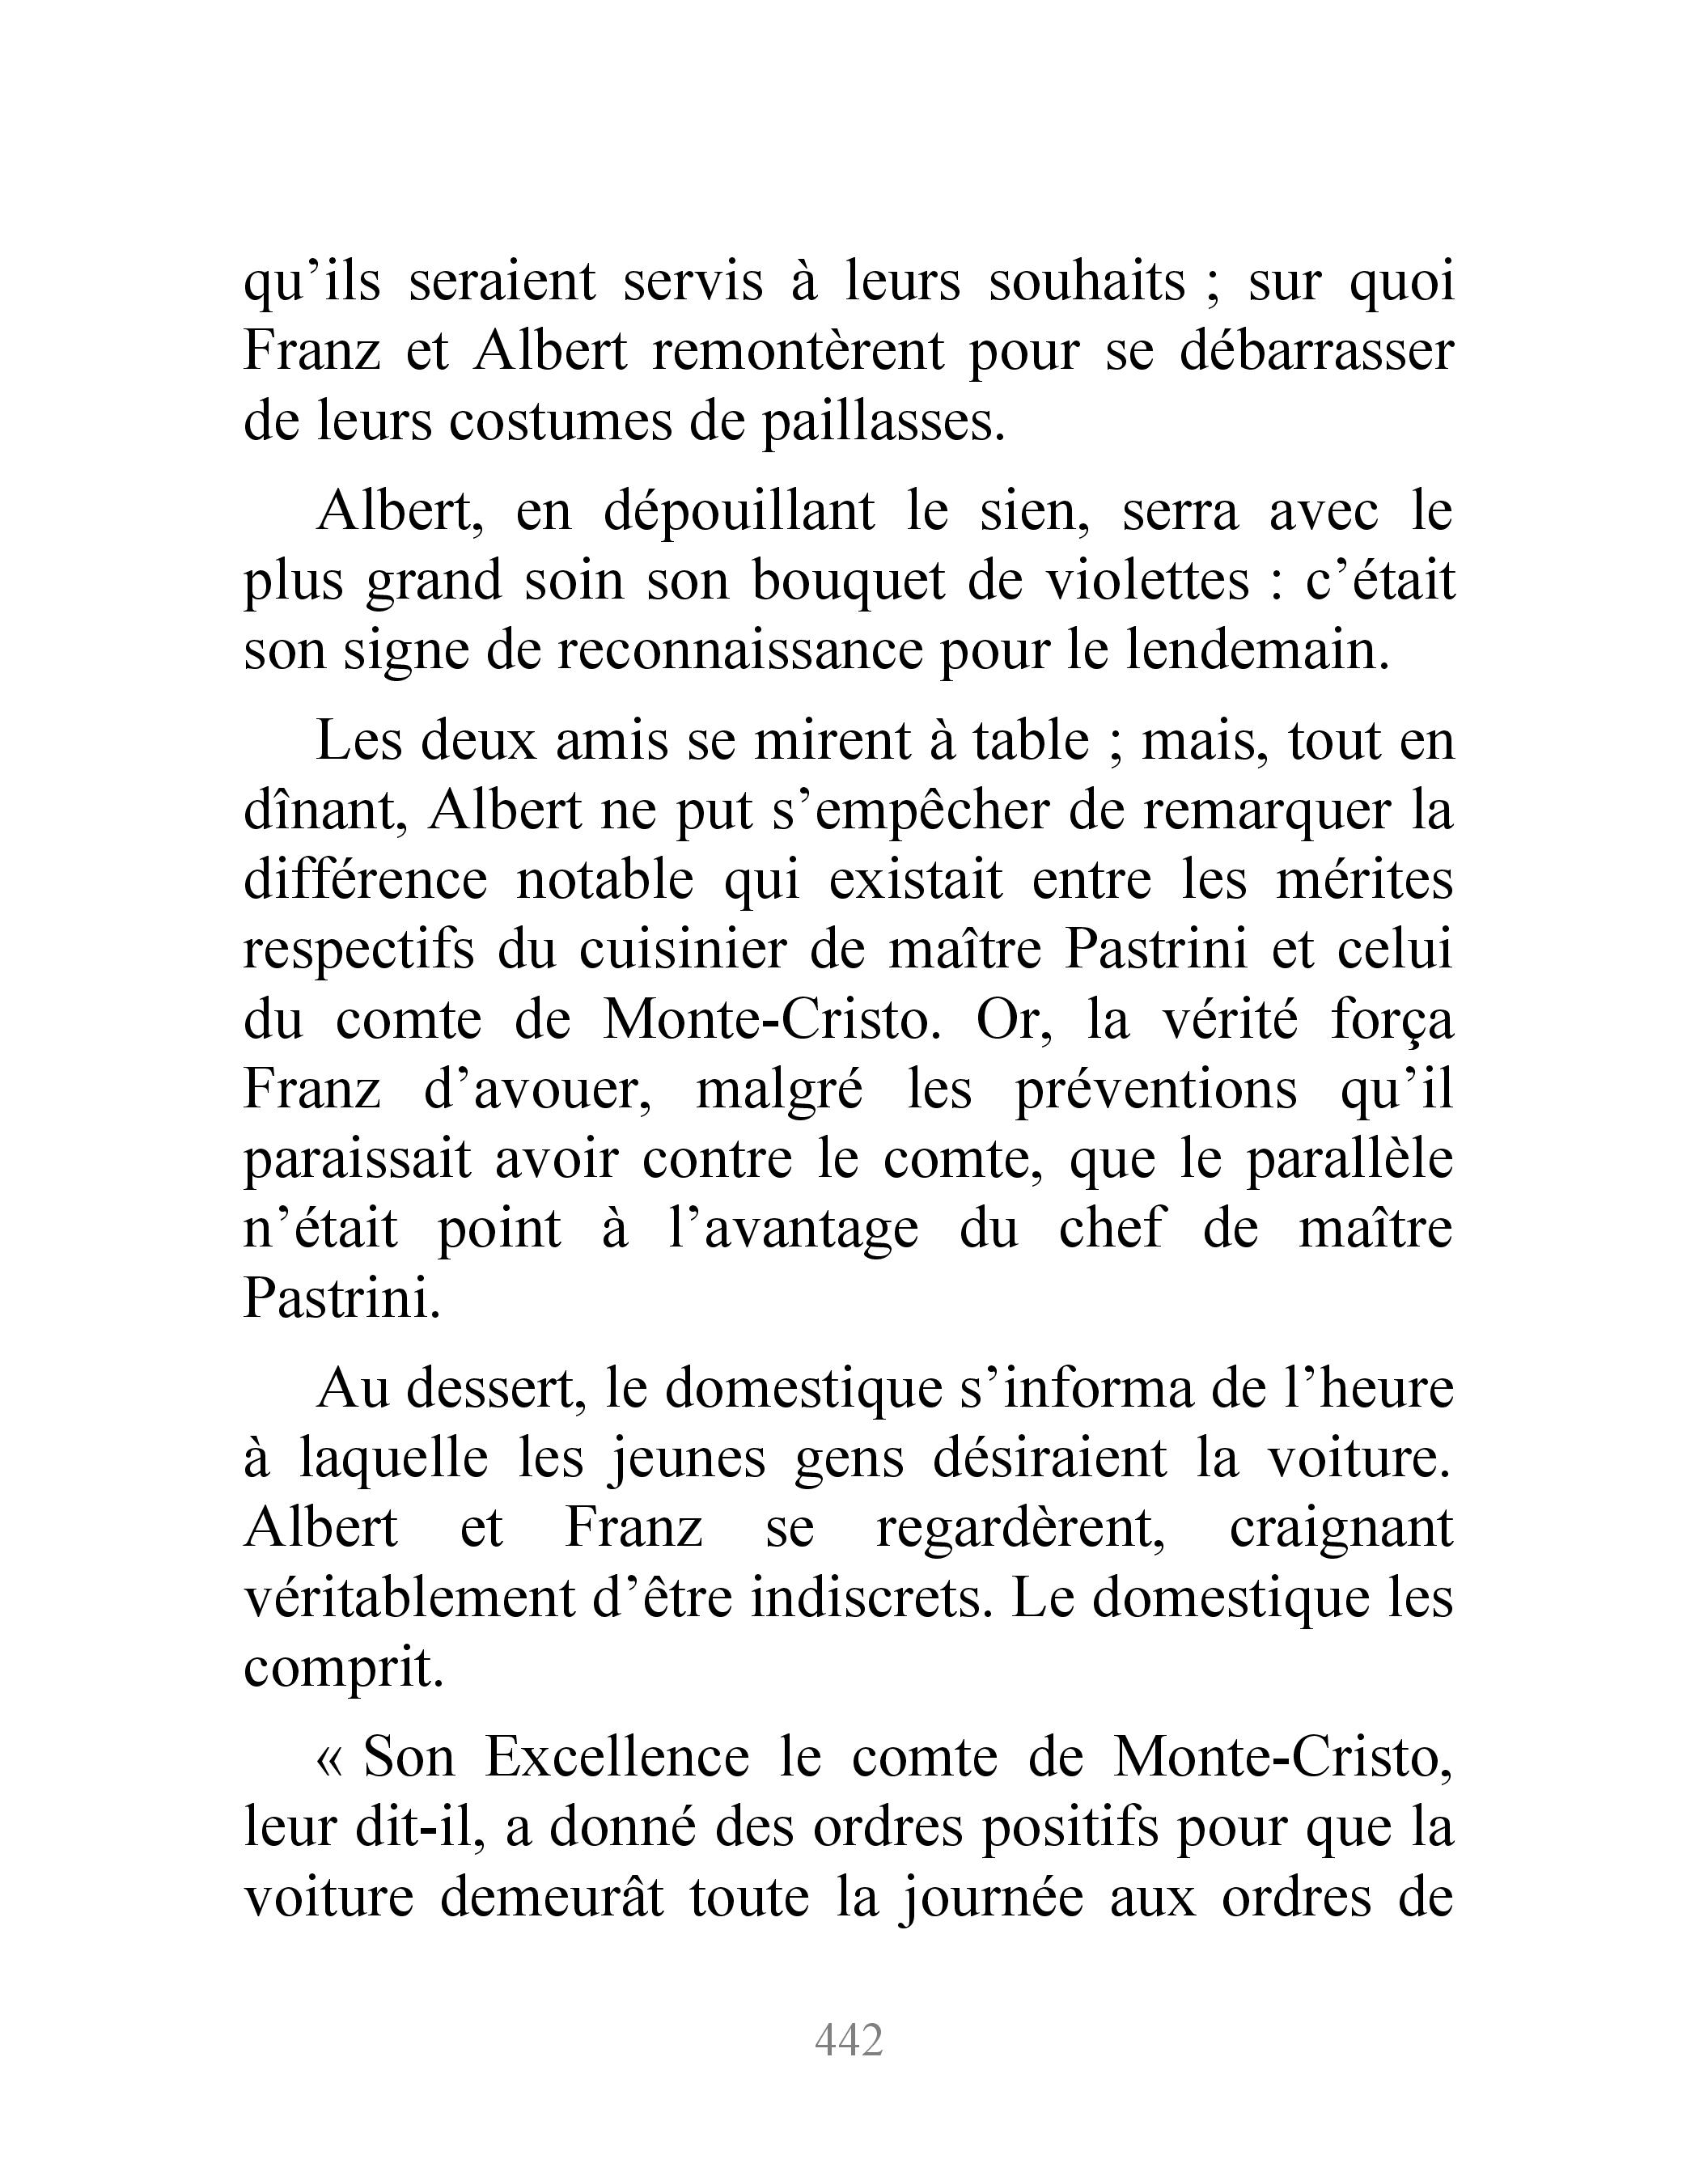 qu’ils seraient servis à leurs souhaits ; sur quoi
Franz et Albert remontèrent pour se débarrasser
de leurs costumes de paillasses.
Albert, en dépouillant le sien, serra avec le
plus grand soin son bouquet de violettes : c’était
son signe de reconnaissance pour le lendemain.
Les deux amis se mirent à table ; mais, tout en
dînant, Albert ne put s’empêcher de remarquer la
différence notable qui existait entre les mérites
respectifs du cuisinier de maître Pastrini et celui
du comte de Monte-Cristo. Or, la vérité força
Franz d’avouer, malgré les préventions qu’il
paraissait avoir contre le comte, que le parallèle
n’était point à l’avantage du chef de maître
Pastrini.
Au dessert, le domestique s’informa de l’heure
à laquelle les jeunes gens désiraient la voiture.
Albert et Franz se regardèrent, craignant
véritablement d’être indiscrets. Le domestique les
comprit.
« Son Excellence le comte de Monte-Cristo,
leur dit-il, a donné des ordres positifs pour que la
voiture demeurât toute la journée aux ordres de
442